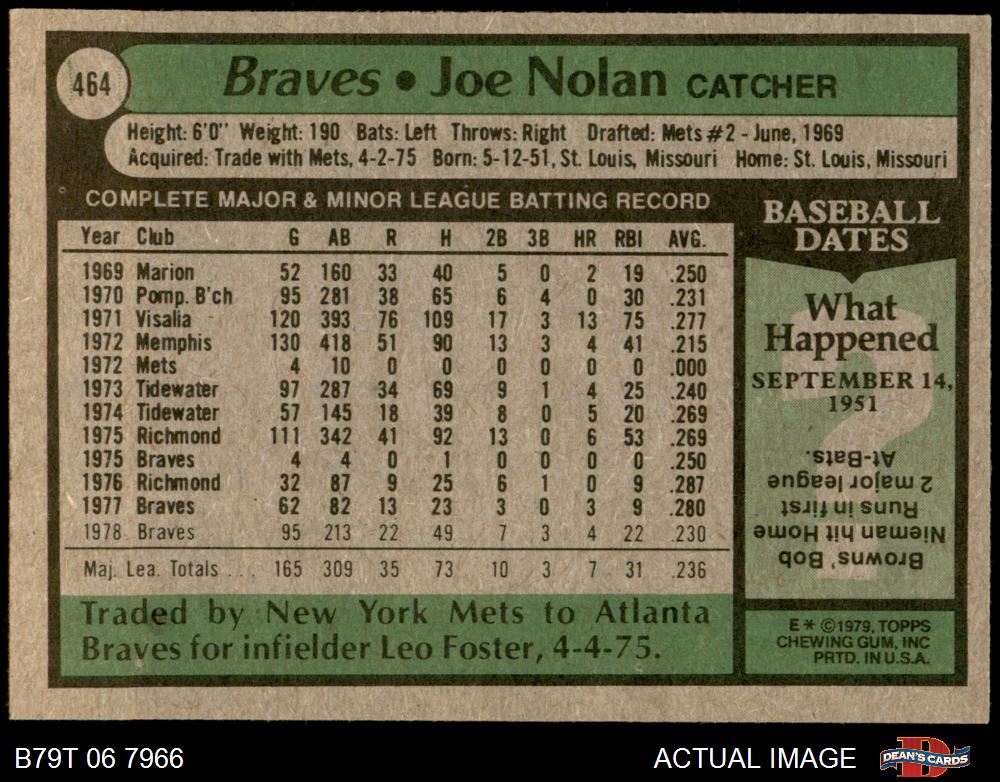 464
Braves • Joe Nolan CATCHER
Height: 6'0" Weight: 190 Bats: Left Throws: Right Drafted: Mets #2 - June, 1969
Acquired: Trade with Mets, 4-2-75 Born: 5-12-51, St. Louis, Missouri Home: St. Louis, Missouri
COMPLETE MAJOR & MINOR LEAGUE BATTING RECORD
Year Club G AB R H 2B 3B HR RBI AVG.
1969 Marion 52 160 33 40 5 0 2 19 .250
1970 Pomp. B'ch 95 281 38 65 6 4 0 30 .231
1971 Visalia 120 393 76 109 17 3 13 75 .277
1972 Memphis 130 418 51 90 13 3 4 41 .215
1972 Mets 4 10 0 0 0 0 0 0 .000
1973 Tidewater 97 287 34 69 9 1 4 25 .240
1974 Tidewater 57 145 18 39 8 0 5 20 .269
1975 Richmond 111 342 41 92 13 0 6 53 .269
1975 Braves 4 4 0 1 0 0 0 0 .250
1976 Richmond 32 87 9 25 6 1 0 9 .287
1977 Braves 62 82 13 23 3 0 3 9 .280
1978 Braves 95 213 22 49 7 3 4 22 .230
Maj. Lea. Totals . . . 165 309 35 73 10 3 7 31 .236
Traded by New York Mets to Atlanta
Braves for infielder Leo Foster, 4-4-75.
BASEBALL
DATES
What
Happened
SEPTEMBER 14,
1951
?
Browns' Bob
Nieman hit Home
Runs in first
2 major league
At-Bats.
E * © 1979, TOPPS
CHEWING GUM, INC
PRTD. IN U.S.A.
B79T 06 7966
ACTUAL IMAGE
D
DEAN'S CARDS